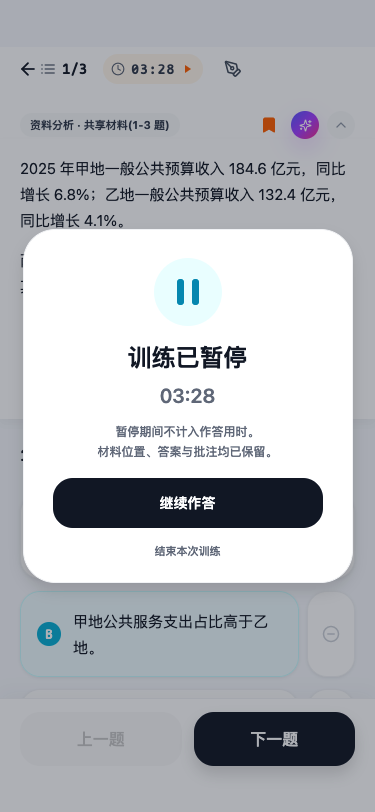 1/3
03:28
资料分析 · 共享材料(1-3 题)
2025 年甲地一般公共预算收入 184.6 亿元，同比
增长 6.8%；乙地一般公共预算收入 132.4 亿元，
同比增长 4.1%。
训练已暂停
03:28
暂停期间不计入作答用时。
材料位置、答案与批注均已保留。
继续作答
结束本次训练
B
甲地公共服务支出占比高于乙
地。
上一题
下一题